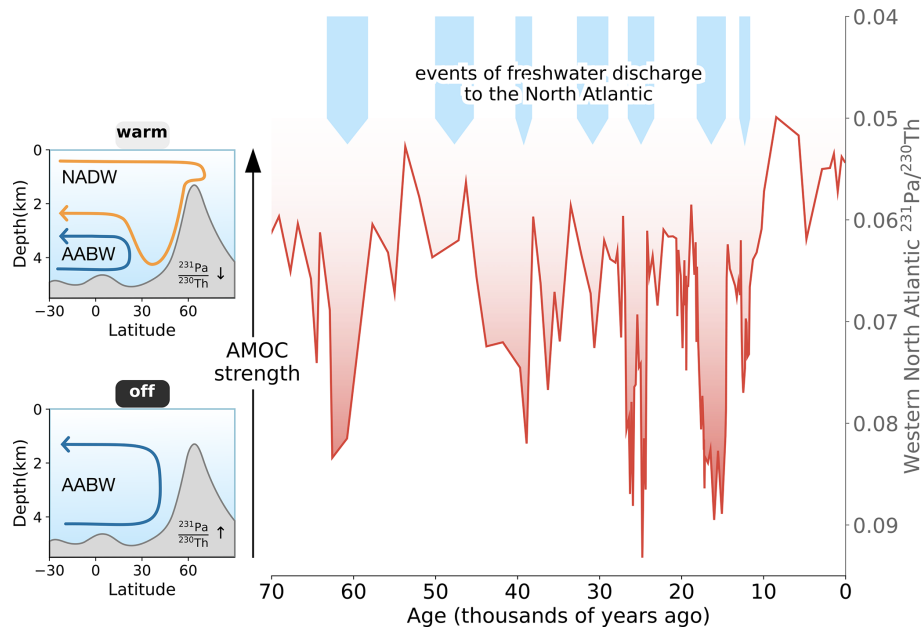 events of freshwater discharge
to the North Atlantic
warm
0
2
4
Depth(km)
NADW
AABW
²³¹Pa
²³⁰Th
↓
−30 0 30 60
Latitude
AMOC
strength
off
0
2
4
Depth(km)
AABW
²³¹Pa
²³⁰Th
↑
−30 0 30 60
Latitude
70 60 50 40 30 20 10 0
Age (thousands of years ago)
0.04
0.05
0.06
0.07
0.08
0.09
Western North Atlantic ²³¹Pa/²³⁰Th